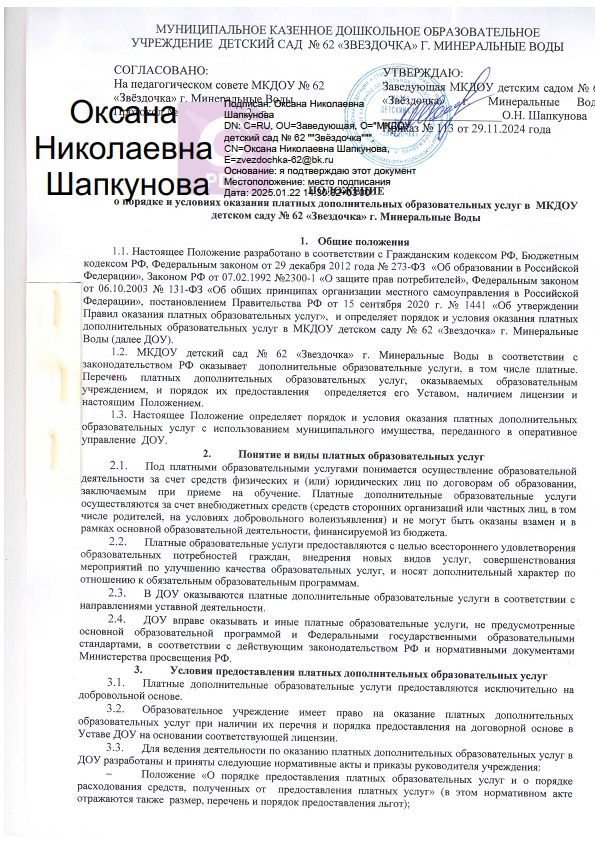 МУНИЦИПАЛЬНОЕ КАЗЕННОЕ ДОШКОЛЬНОЕ ОБРАЗОВАТЕЛЬНОЕ
УЧРЕЖДЕНИЕ ДЕТСКИЙ САД № 62 «ЗВЕЗДОЧКА» Г. МИНЕРАЛЬНЫЕ ВОДЫ
СОГЛАСОВАНО:
На педагогическом совете МКДОУ № 62
«Звёздочка» г. Минеральные Воды
Протокол №
УТВЕРЖДАЮ:
Заведующая МКДОУ детским садом № 6
«Звёздочка» Минеральные Вод
О.Н. Шапкунова
Приказ № 113 от 29.11.2024 года
Оксана
Николаевна
Шапкунова
Подписан: Оксана Николаевна
Шапкунова
DN: C=RU, OU=Заведующая, O="МКДОУ
детский сад № 62 ""Звёздочка""",
CN=Оксана Николаевна Шапкунова,
E=zvezdochka-62@bk.ru
Основание: я подтверждаю этот документ
Местоположение: место подписания
Дата: 2025.01.22 14:30:82+03'00'
ПОЛОЖЕНИЕ
о порядке и условиях оказания платных дополнительных образовательных услуг в МКДОУ
детском саду № 62 «Звездочка» г. Минеральные Воды
1. Общие положения
1.1. Настоящее Положение разработано в соответствии с Гражданским кодексом РФ, Бюджетным
кодексом РФ, Федеральным законом от 29 декабря 2012 года № 273-ФЗ «Об образовании в Российской
Федерации», Законом РФ от 07.02.1992 №2300-1 «О защите прав потребителей», Федеральным законом
от 06.10.2003 № 131-ФЗ «Об общих принципах организации местного самоуправления в Российской
Федерации», постановлением Правительства РФ от 15 сентября 2020 г. № 1441 «Об утверждении
Правил оказания платных образовательных услуг», и определяет порядок и условия оказания платных
дополнительных образовательных услуг в МКДОУ детском саду № 62 «Звездочка» г. Минеральные
Воды (далее ДОУ).
1.2. МКДОУ детский сад № 62 «Звездочка» г. Минеральные Воды в соответствии с
законодательством РФ оказывает дополнительные образовательные услуги, в том числе платные.
Перечень платных дополнительных образовательных услуг, оказываемых образовательным
учреждением, и порядок их предоставления определяется его Уставом, наличием лицензии и
настоящим Положением.
1.3. Настоящее Положение определяет порядок и условия оказания платных дополнительных
образовательных услуг с использованием муниципального имущества, переданного в оперативное
управление ДОУ.
2. Понятие и виды платных образовательных услуг
2.1. Под платными образовательными услугами понимается осуществление образовательной
деятельности за счет средств физических и (или) юридических лиц по договорам об образовании,
заключаемым при приеме на обучение. Платные дополнительные образовательные услуги
осуществляются за счет внебюджетных средств (средств сторонних организаций или частных лиц, в том
числе родителей, на условиях добровольного волеизъявления) и не могут быть оказаны взамен и в
рамках основной образовательной деятельности, финансируемой из бюджета.
2.2. Платные образовательные услуги предоставляются с целью всестороннего удовлетворения
образовательных потребностей граждан, внедрения новых видов услуг, совершенствования
мероприятий по улучшению качества образовательных услуг, и носят дополнительный характер по
отношению к обязательным образовательным программам.
2.3. В ДОУ оказываются платные дополнительные образовательные услуги в соответствии с
направлениями уставной деятельности.
2.4. ДОУ вправе оказывать и иные платные образовательные услуги, не предусмотренные
основной образовательной программой и Федеральными государственными образовательными
стандартами, в соответствии с действующим законодательством РФ и нормативными документами
Министерства просвещения РФ.
3. Условия предоставления платных дополнительных образовательных услуг
3.1. Платные дополнительные образовательные услуги предоставляются исключительно на
добровольной основе.
3.2. Образовательное учреждение имеет право на оказание платных дополнительных
образовательных услуг при наличии их перечня и порядка предоставления на договорной основе в
Уставе ДОУ на основании соответствующей лицензии.
3.3. Для ведения деятельности по оказанию платных дополнительных образовательных услуг в
ДОУ разработаны и приняты следующие нормативные акты и приказы руководителя учреждения:
– Положение «О порядке предоставления платных образовательных услуг и о порядке
расходования средств, полученных от предоставления платных услуг» (в этом нормативном акте
отражаются также размер, перечень и порядок предоставления льгот);